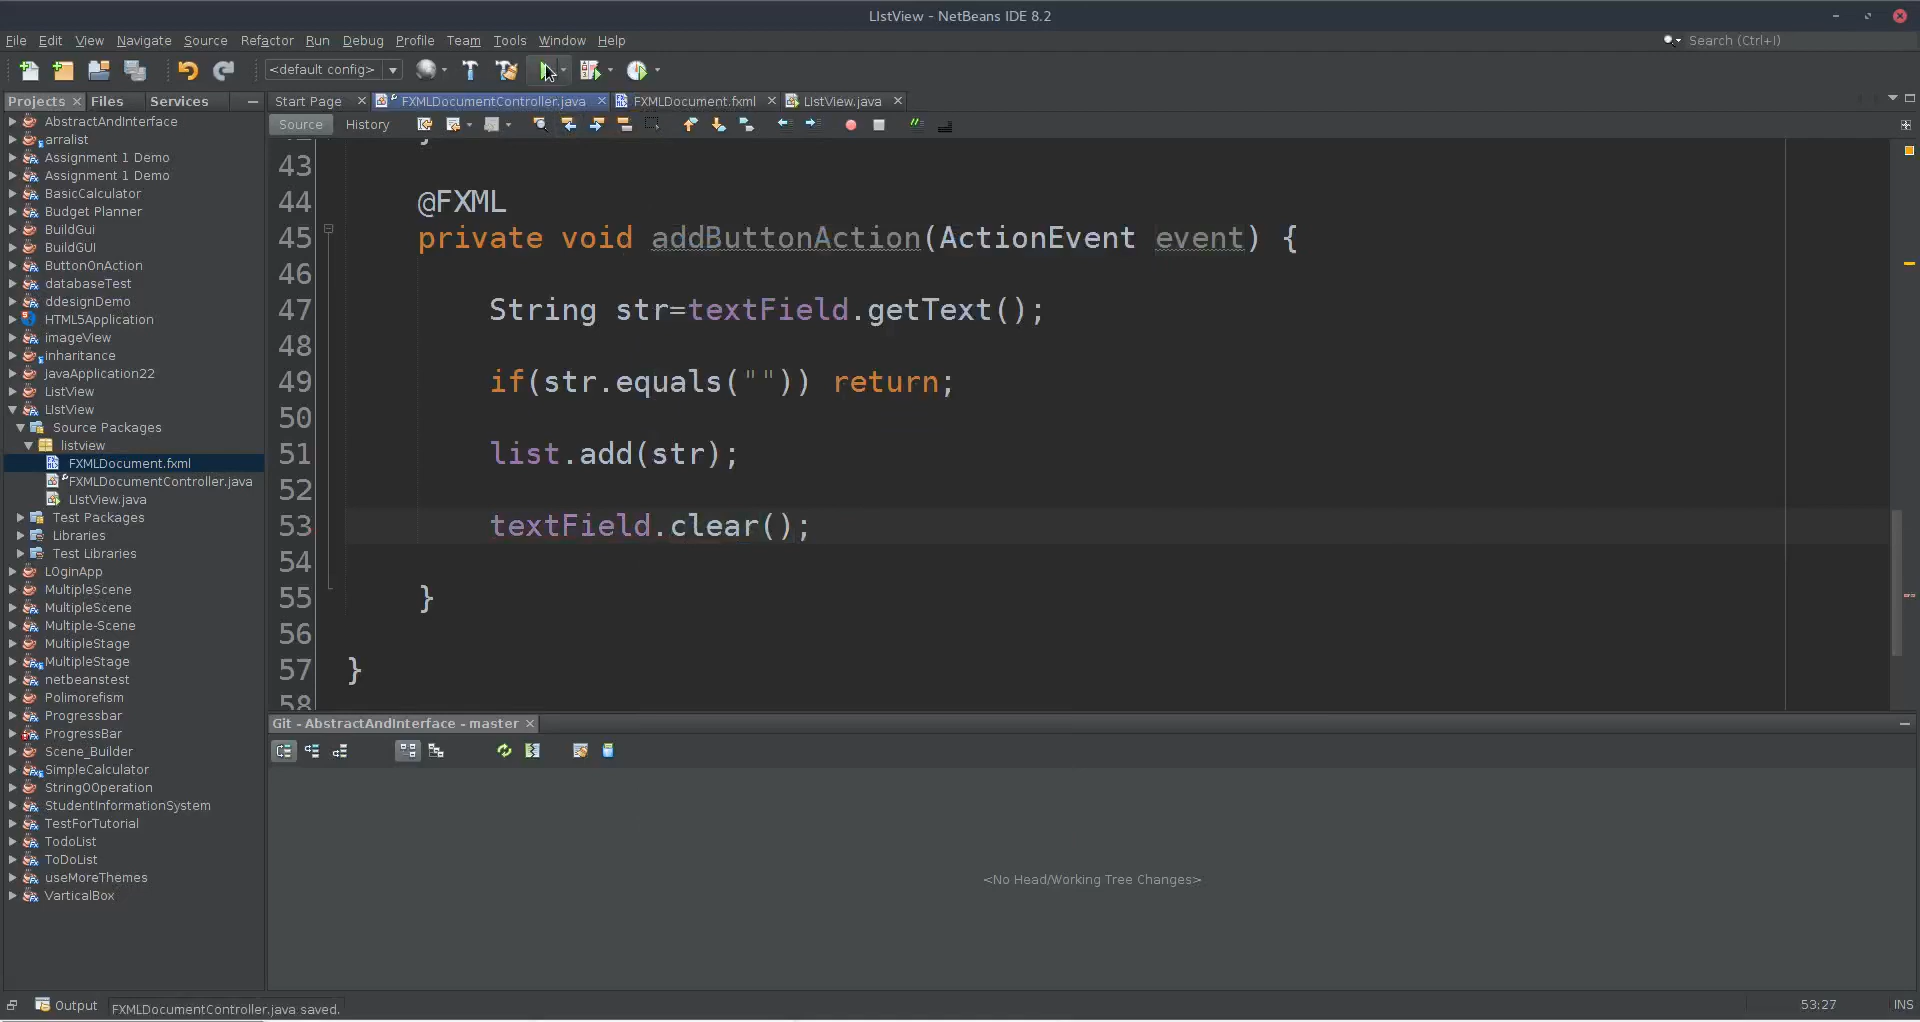 LIstView - NetBeans IDE 8.2
File Edit View Navigate Source Refactor Run Debug Profile Team Tools Window Help
Search (Ctrl+I)
<default config>
Projects Files Services
Start Page FXMLDocumentController.java FXMLDocument.fxml LIstView.java
Source History
AbstractAndInterface
arralist
Assignment 1 Demo
Assignment 1 Demo
BasicCalculator
Budget Planner
BuildGui
BuildGUI
ButtonOnAction
databaseTest
ddesignDemo
HTML5Application
imageView
inharitance
JavaApplication22
ListView
LIstView
Source Packages
listview
FXMLDocument.fxml
FXMLDocumentController.java
LIstView.java
Test Packages
Libraries
Test Libraries
LOginApp
MultipleScene
MultipleScene
Multiple-Scene
MultipleStage
MultipleStage
netbeanstest
Polimorefism
Progressbar
ProgressBar
Scene_Builder
SimpleCalculator
StringOOperation
StudentInformationSystem
TestForTutorial
TodoList
ToDoList
useMoreThemes
VarticalBox
43
44 @FXML
45 private void addButtonAction(ActionEvent event) {
46
47 String str=textField.getText();
48
49 if(str.equals("")) return;
50
51 list.add(str);
52
53 textField.clear();
54
55 }
56
57 }
58
Git - AbstractAndInterface - master
<No Head/Working Tree Changes>
Output FXMLDocumentController.java saved.
53:27 INS